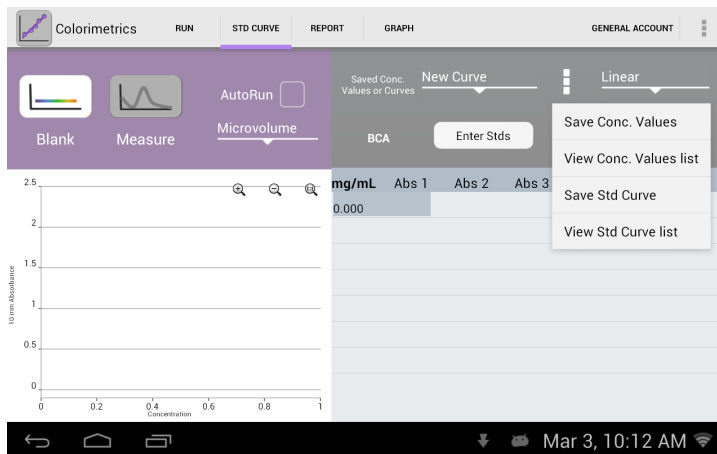 Colorimetrics RUN STD CURVE REPORT GRAPH GENERAL ACCOUNT
Blank
Measure
AutoRun
Microvolume
Saved Conc.
Values or Curves
New Curve
Linear
BCA
Enter Stds
Save Conc. Values
View Conc. Values list
Save Std Curve
View Std Curve list
mg/mL Abs 1 Abs 2 Abs 3
0.000
2.5
2
1.5
1
0.5
0
10 mm Absorbance
0 0.2 0.4 0.6 0.8 1
Concentration
Mar 3, 10:12 AM